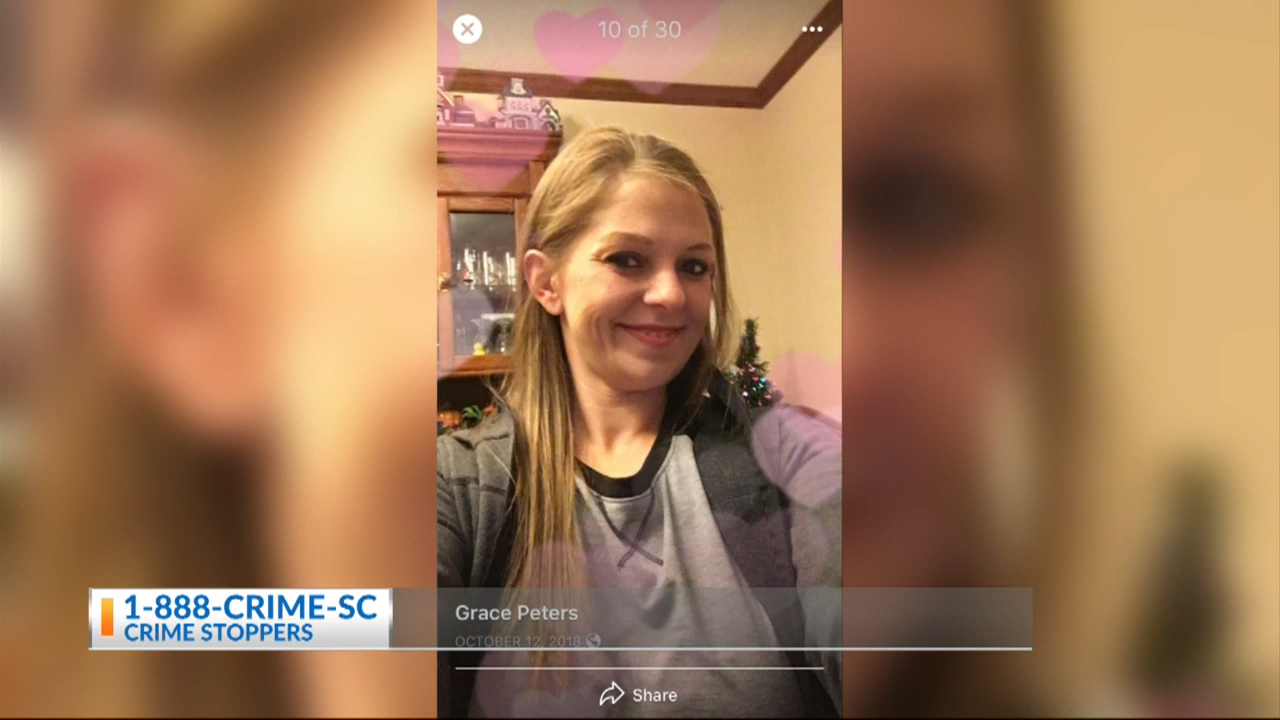 10 of 30
1-888-CRIME-SC
CRIME STOPPERS
Grace Peters
OCTOBER 12, 2018
Share